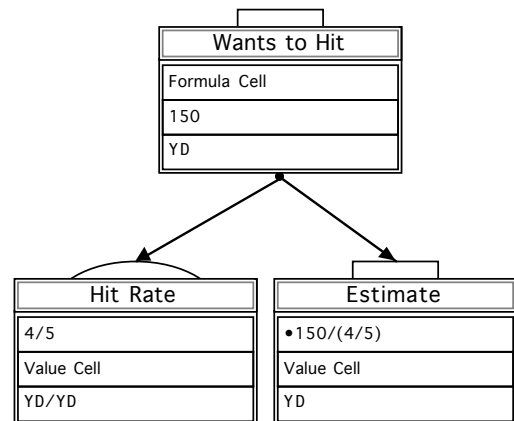 Wants to Hit
Formula Cell
150
YD
Hit Rate
4/5
Value Cell
YD/YD
Estimate
•150/(4/5)
Value Cell
YD